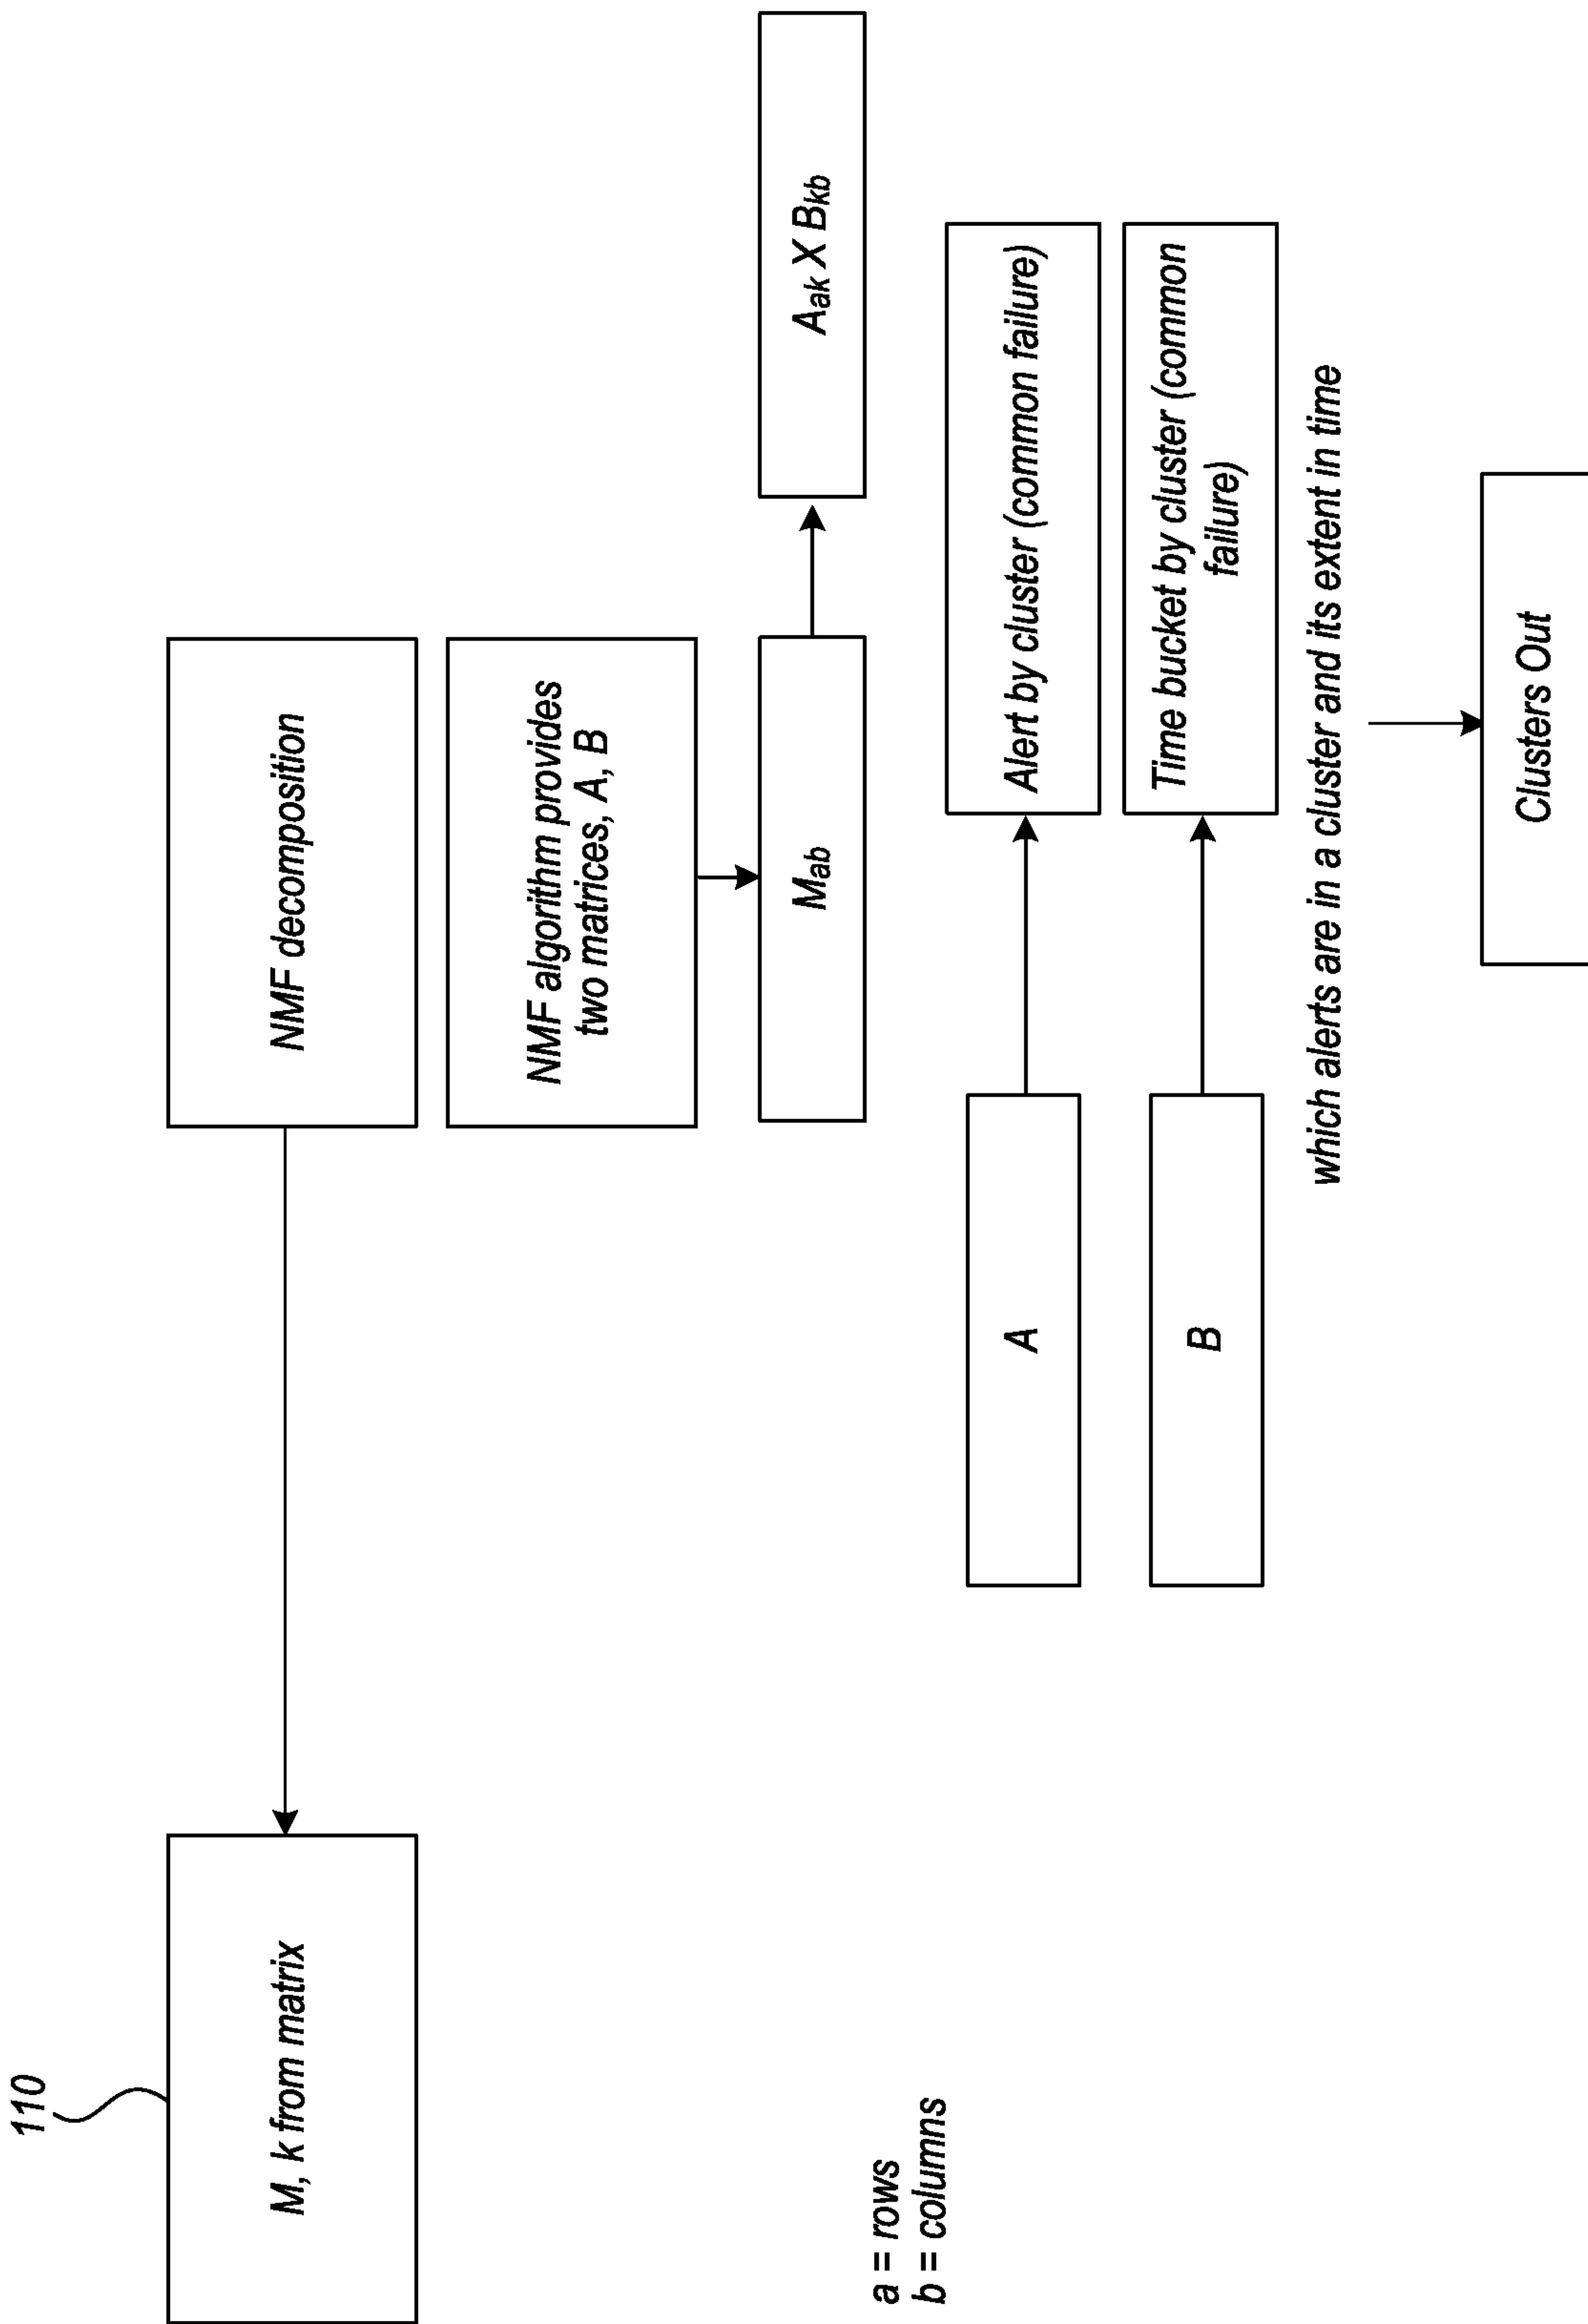 110
M, k from matrix
NMF decomposition
NMF algorithm provides
two matrices, A, B
Mab
Aak X Bkb
a = rows
b = columns
A
Alert by cluster (common failure)
B
Time bucket by cluster (common
failure)
which alerts are in a cluster and its extent in time
Clusters Out